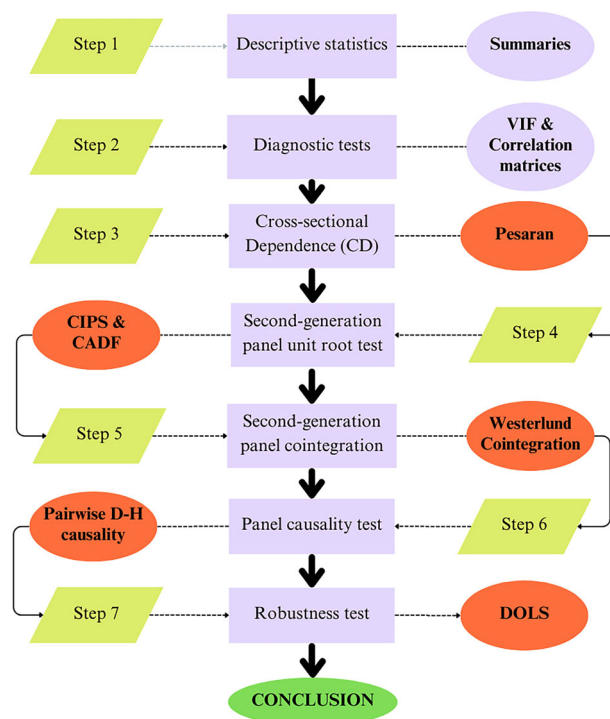 Step 1
Descriptive statistics
Summaries
Step 2
Diagnostic tests
VIF &
Correlation
matrices
Step 3
Cross-sectional
Dependence (CD)
Pesaran
CIPS &
CADF
Second-generation
panel unit root test
Step 4
Step 5
Second-generation
panel cointegration
Westerlund
Cointegration
Pairwise D-H
causality
Panel causality test
Step 6
Step 7
Robustness test
DOLS
CONCLUSION